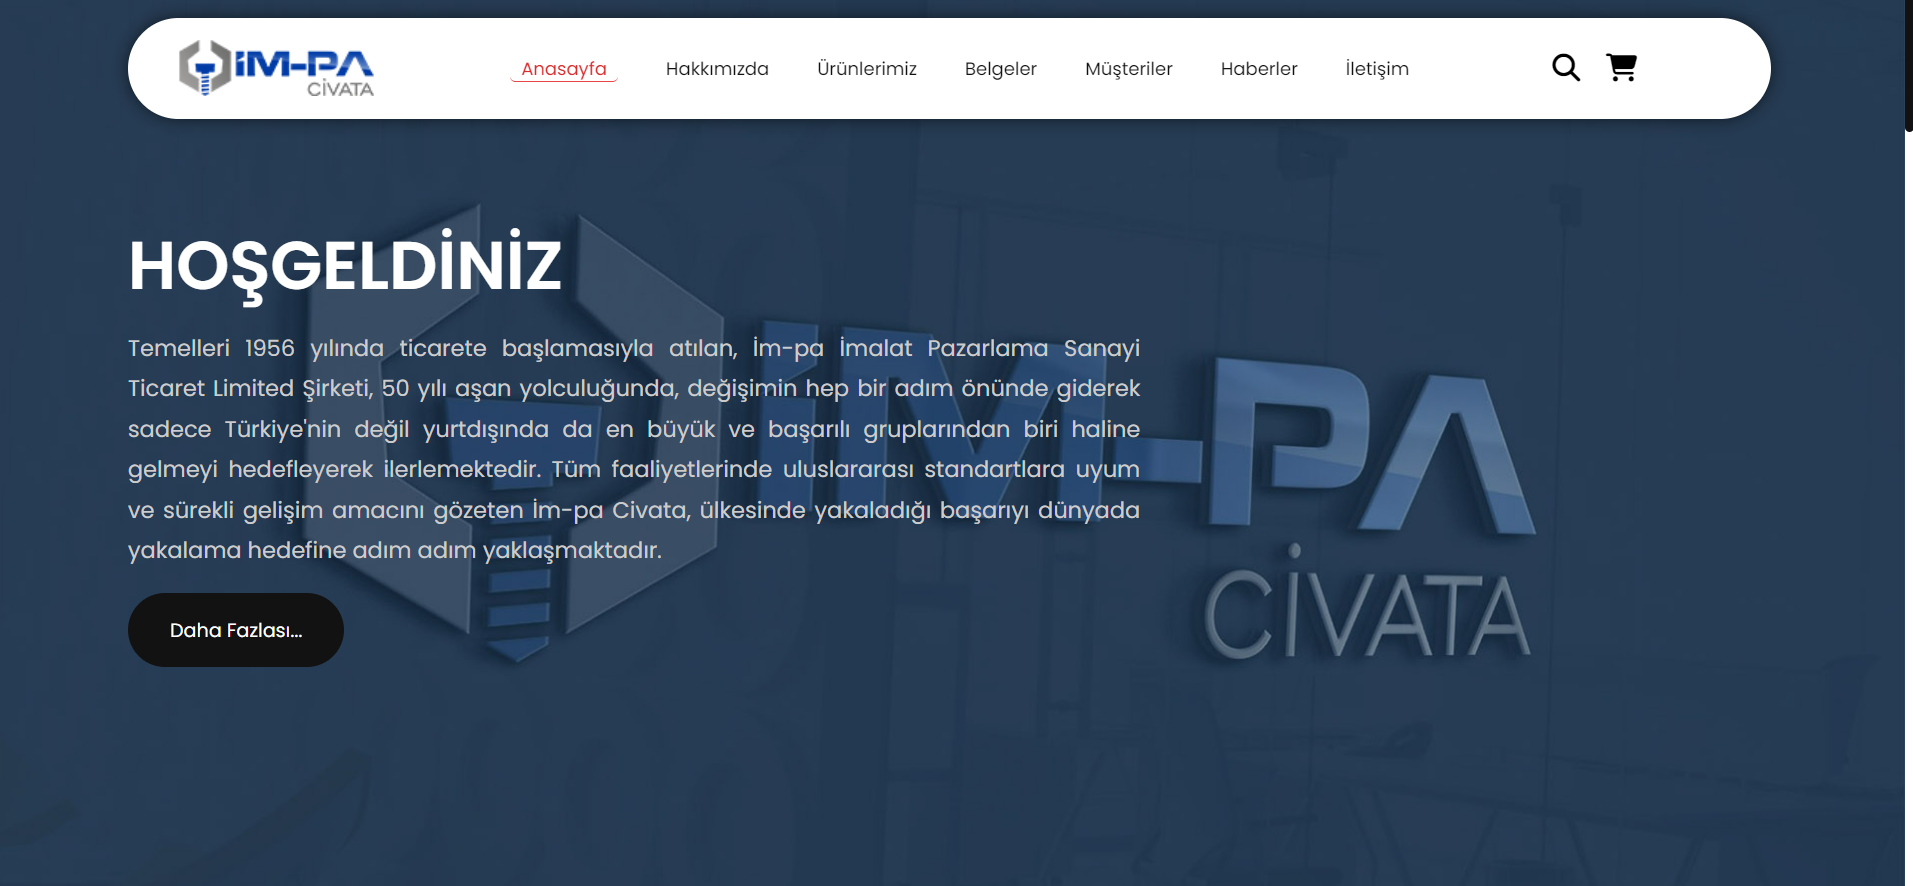 İM-PA
CİVATA
Anasayfa
Hakkımızda
Ürünlerimiz
Belgeler
Müşteriler
Haberler
İletişim
HOŞGELDİNİZ
Temelleri 1956 yılında ticarete başlamasıyla atılan, İm-pa İmalat Pazarlama Sanayi
Ticaret Limited Şirketi, 50 yılı aşan yolculuğunda, değişimin hep bir adım önünde giderek
sadece Türkiye'nin değil yurtdışında da en büyük ve başarılı gruplarından biri haline
gelmeyi hedefleyerek ilerlemektedir. Tüm faaliyetlerinde uluslararası standartlara uyum
ve sürekli gelişim amacını gözeten İm-pa Civata, ülkesinde yakaladığı başarıyı dünyada
yakalama hedefine adım adım yaklaşmaktadır.
Daha Fazlası...
İM-PA
CİVATA